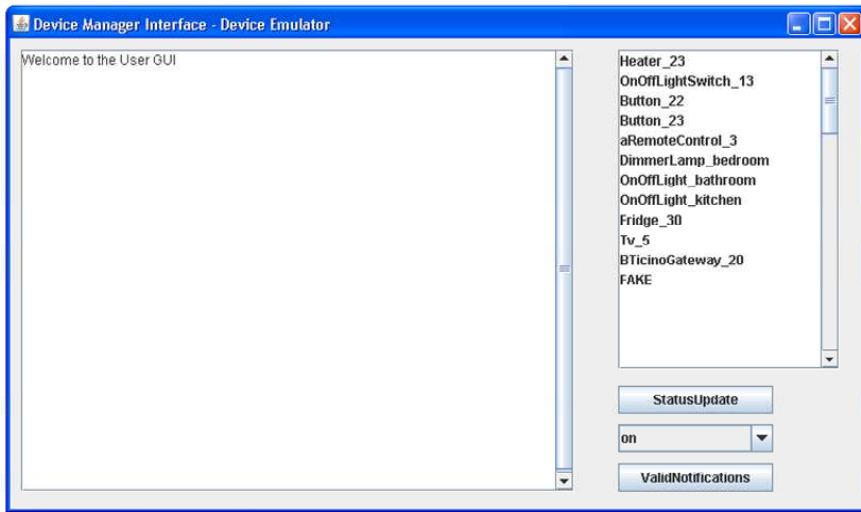 Device Manager Interface - Device Emulator
Welcome to the User GUI
Heater_23
OnOffLightSwitch_13
Button_22
Button_23
aRemoteControl_3
DimmerLamp_bedroom
OnOffLight_bathroom
OnOffLight_kitchen
Fridge_30
Tv_5
BTicinoGateway_20
FAKE
StatusUpdate
on
ValidNotifications